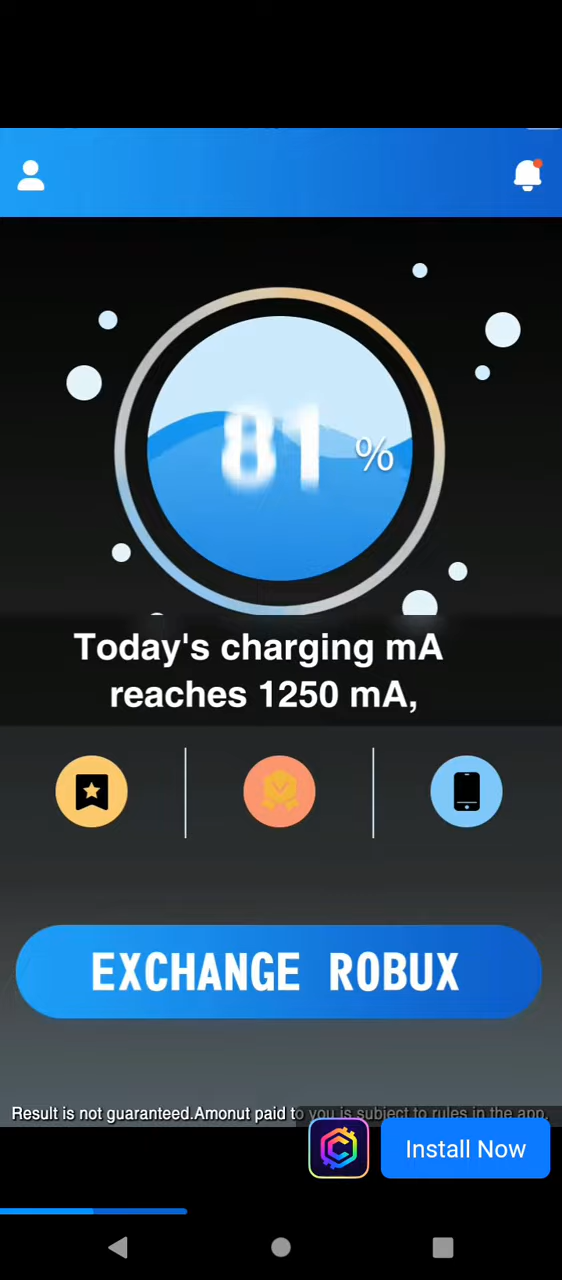 81 %
Today's charging mA
reaches 1250 mA,
EXCHANGE ROBUX
Result is not guaranteed.Amonut paid to you is subject to rules in the app.
Install Now